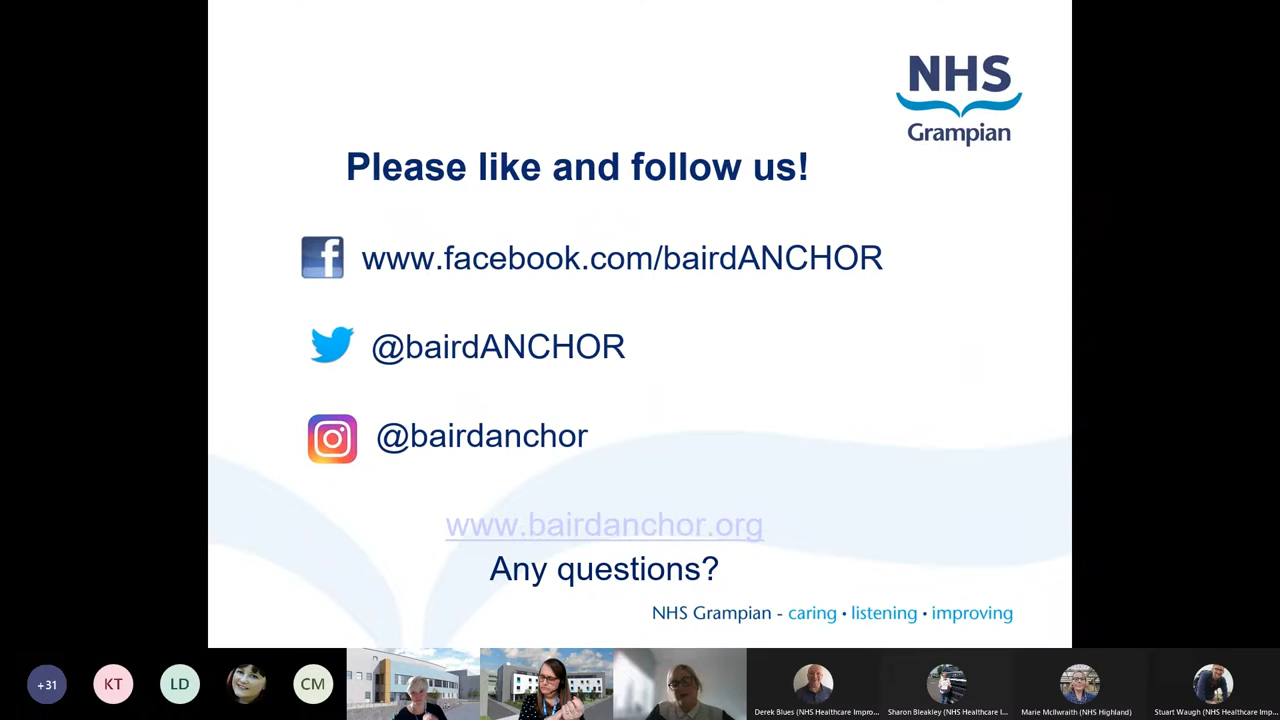 NHS
Grampian
Please like and follow us!
www.facebook.com/bairdANCHOR
@bairdANCHOR
@bairdanchor
www.bairdanchor.org
Any questions?
NHS Grampian - caring • listening • improving
+31
KT
LD
CM
Derek Blues (NHS Healthcare Impro...
Sharon Bleakley (NHS Healthcare I...
Marie McIlwraith (NHS Highland)
Stuart Waugh (NHS Healthcare Imp...